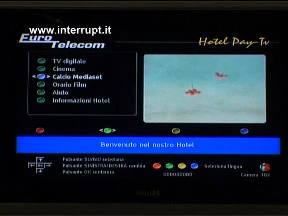 www.interrupt.it
Euro
Telecom
Hotel Pay-Tv
TV digitale
Cinema
Calcio Mediaset
Orario Film
Aiuto
Informazioni Hotel
Benvenuto nel nostro Hotel
Pulsante SU/GIU seleziona
Pulsante SINISTRA/DESTRA cambia
Seleziona lingua
Pulsante OK conferma
Camera 102
PHILIPS